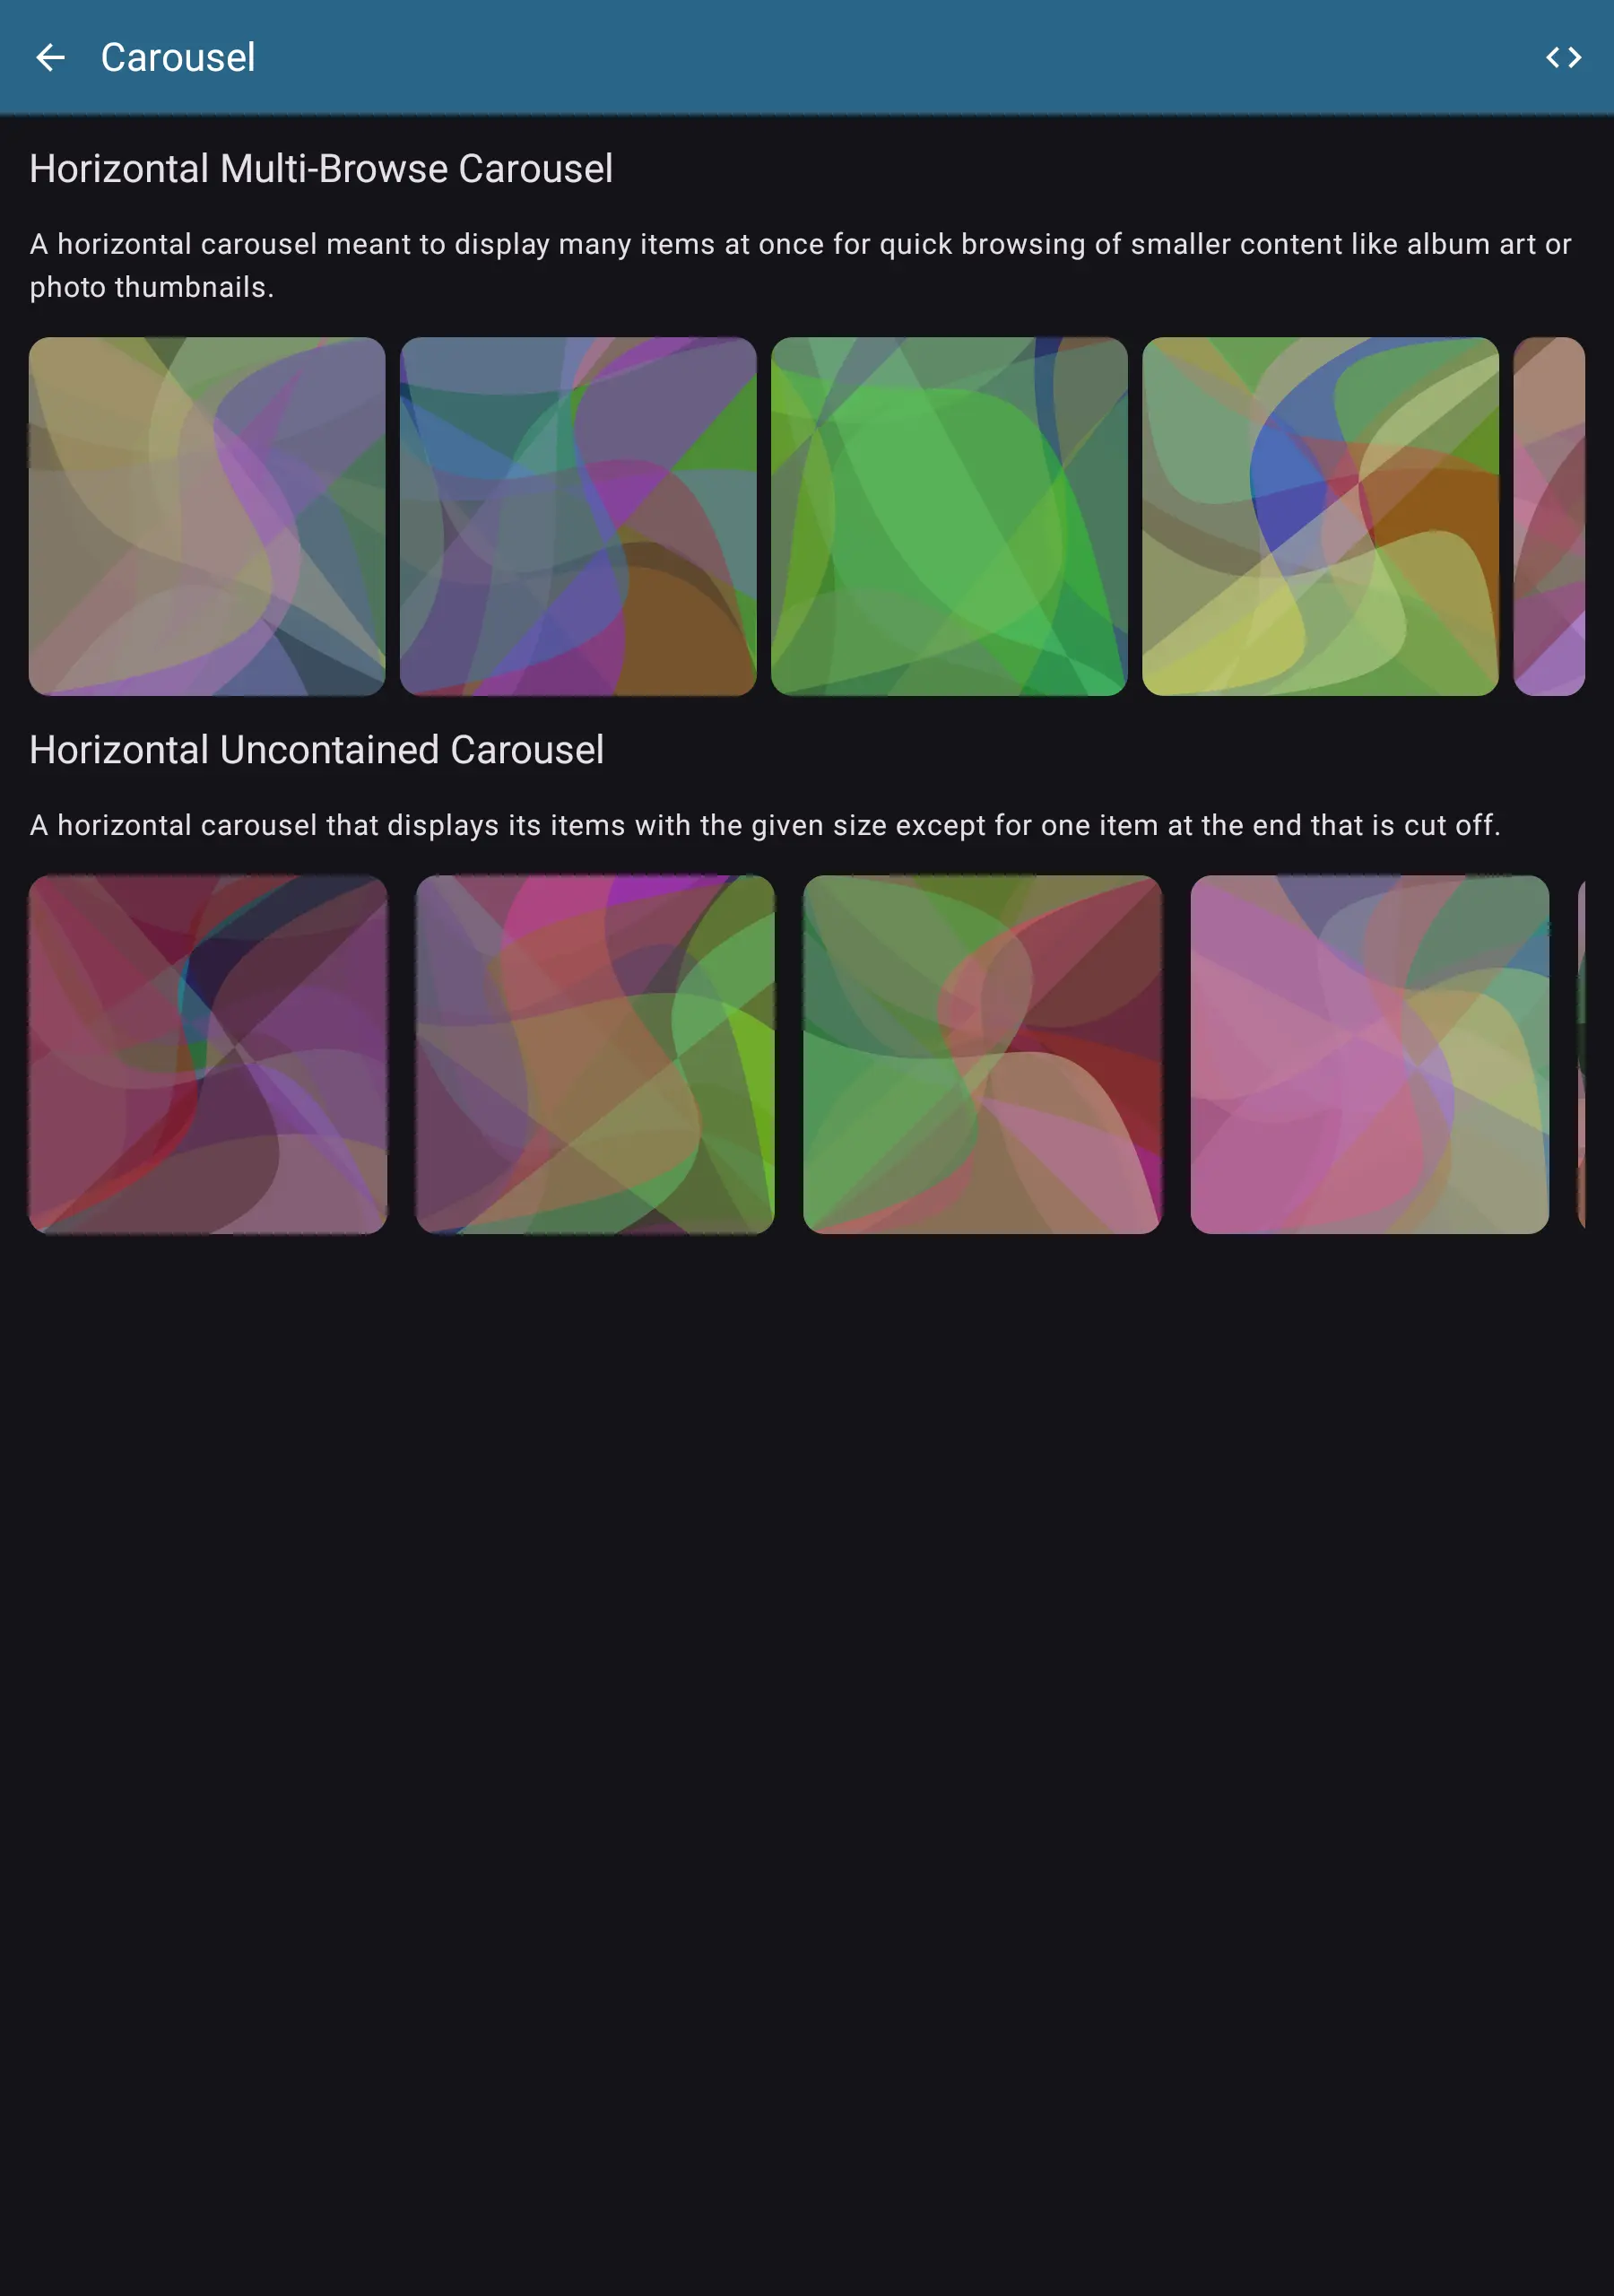 Carousel
Horizontal Multi-Browse Carousel
A horizontal carousel meant to display many items at once for quick browsing of smaller content like album art or
photo thumbnails.
Horizontal Uncontained Carousel
A horizontal carousel that displays its items with the given size except for one item at the end that is cut off.